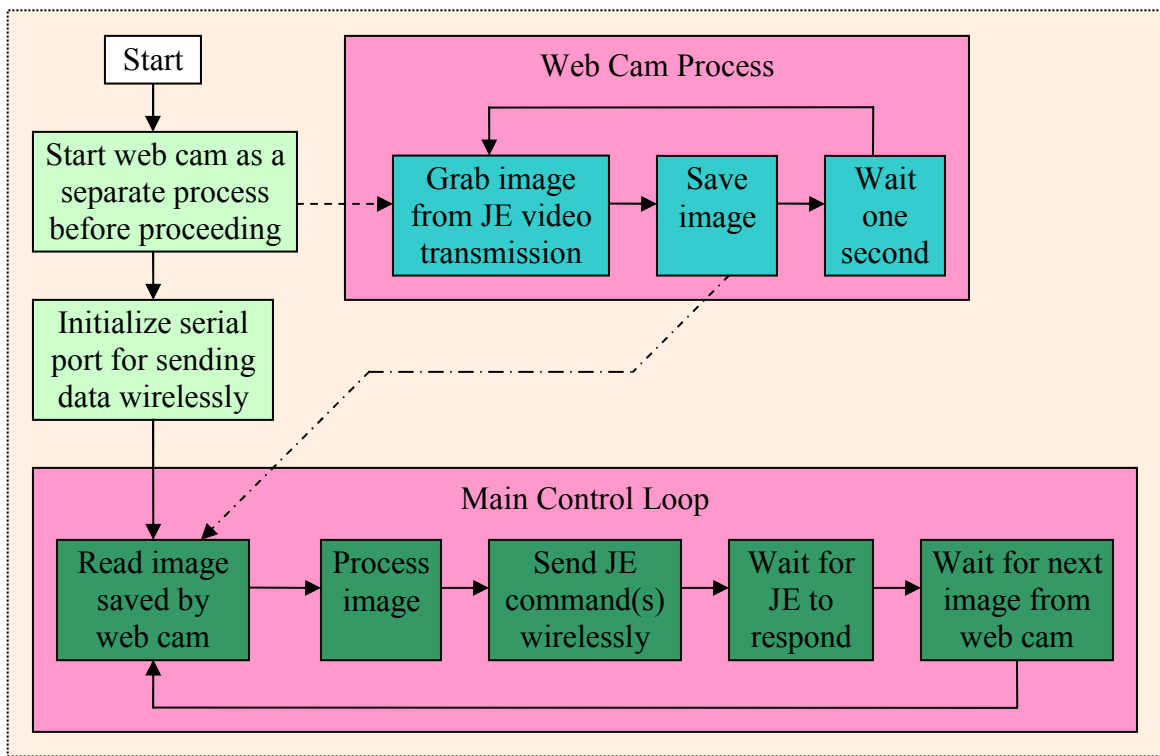 Start
Start web cam as a
separate process
before proceeding
Initialize serial
port for sending
data wirelessly
Web Cam Process
Grab image
from JE video
transmission
Save
image
Wait
one
second
Main Control Loop
Read image
saved by
web cam
Process
image
Send JE
command(s)
wirelessly
Wait for
JE to
respond
Wait for next
image from
web cam